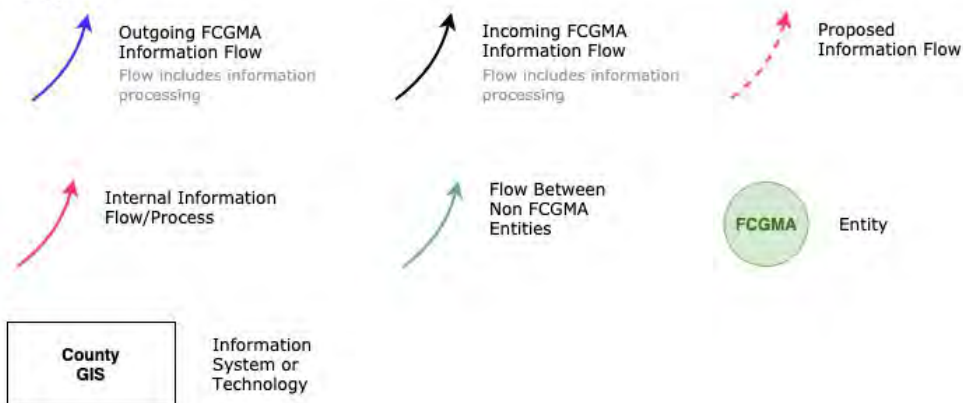 Outgoing FCGMA
Information Flow
Flow includes information
processing
Incoming FCGMA
Information Flow
Flow includes information
processing
Proposed
Information Flow
Internal Information
Flow/Process
Flow Between
Non FCGMA
Entities
FCGMA
Entity
County
GIS
Information
System or
Technology